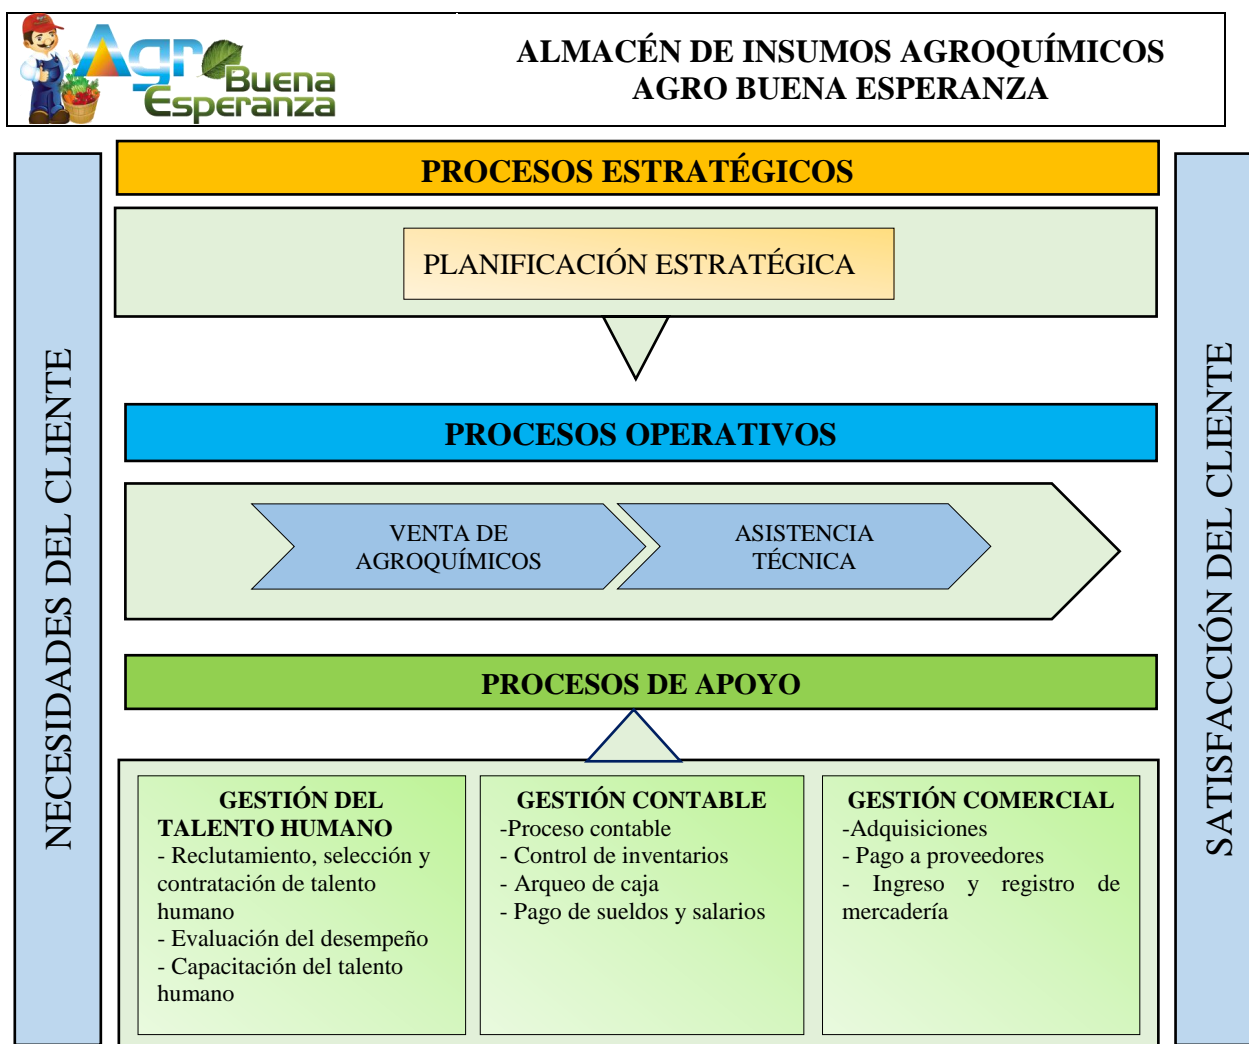 Agro
Buena
Esperanza
ALMACÉN DE INSUMOS AGROQUÍMICOS
AGRO BUENA ESPERANZA
NECESIDADES DEL CLIENTE
PROCESOS ESTRATÉGICOS
PLANIFICACIÓN ESTRATÉGICA
PROCESOS OPERATIVOS
VENTA DE
AGROQUÍMICOS
ASISTENCIA
TÉCNICA
PROCESOS DE APOYO
GESTIÓN DEL
TALENTO HUMANO
- Reclutamiento, selección y
contratación de talento
humano
- Evaluación del desempeño
- Capacitación del talento
humano
GESTIÓN CONTABLE
-Proceso contable
- Control de inventarios
- Arqueo de caja
- Pago de sueldos y salarios
GESTIÓN COMERCIAL
-Adquisiciones
- Pago a proveedores
- Ingreso y registro de
mercadería
SATISFACCIÓN DEL CLIENTE